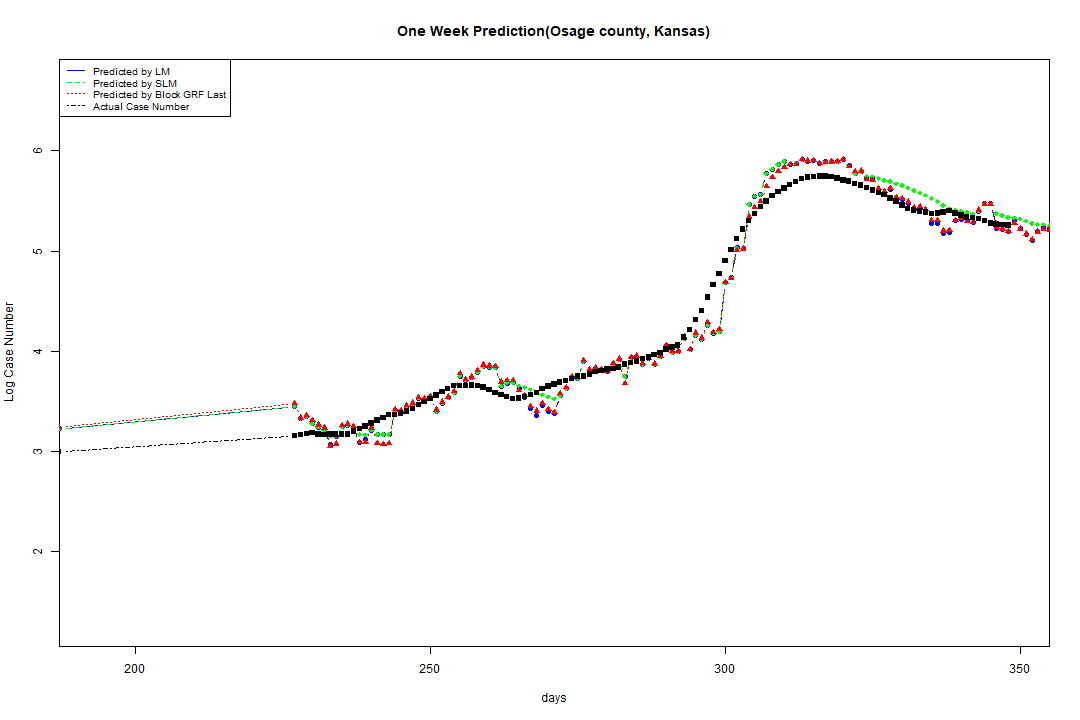 One Week Prediction(Osage county, Kansas)
Predicted by LM
Predicted by SLM
Predicted by Block GRF Last
Actual Case Number
Log Case Number
6
5
4
3
2
200 250 300 350
days